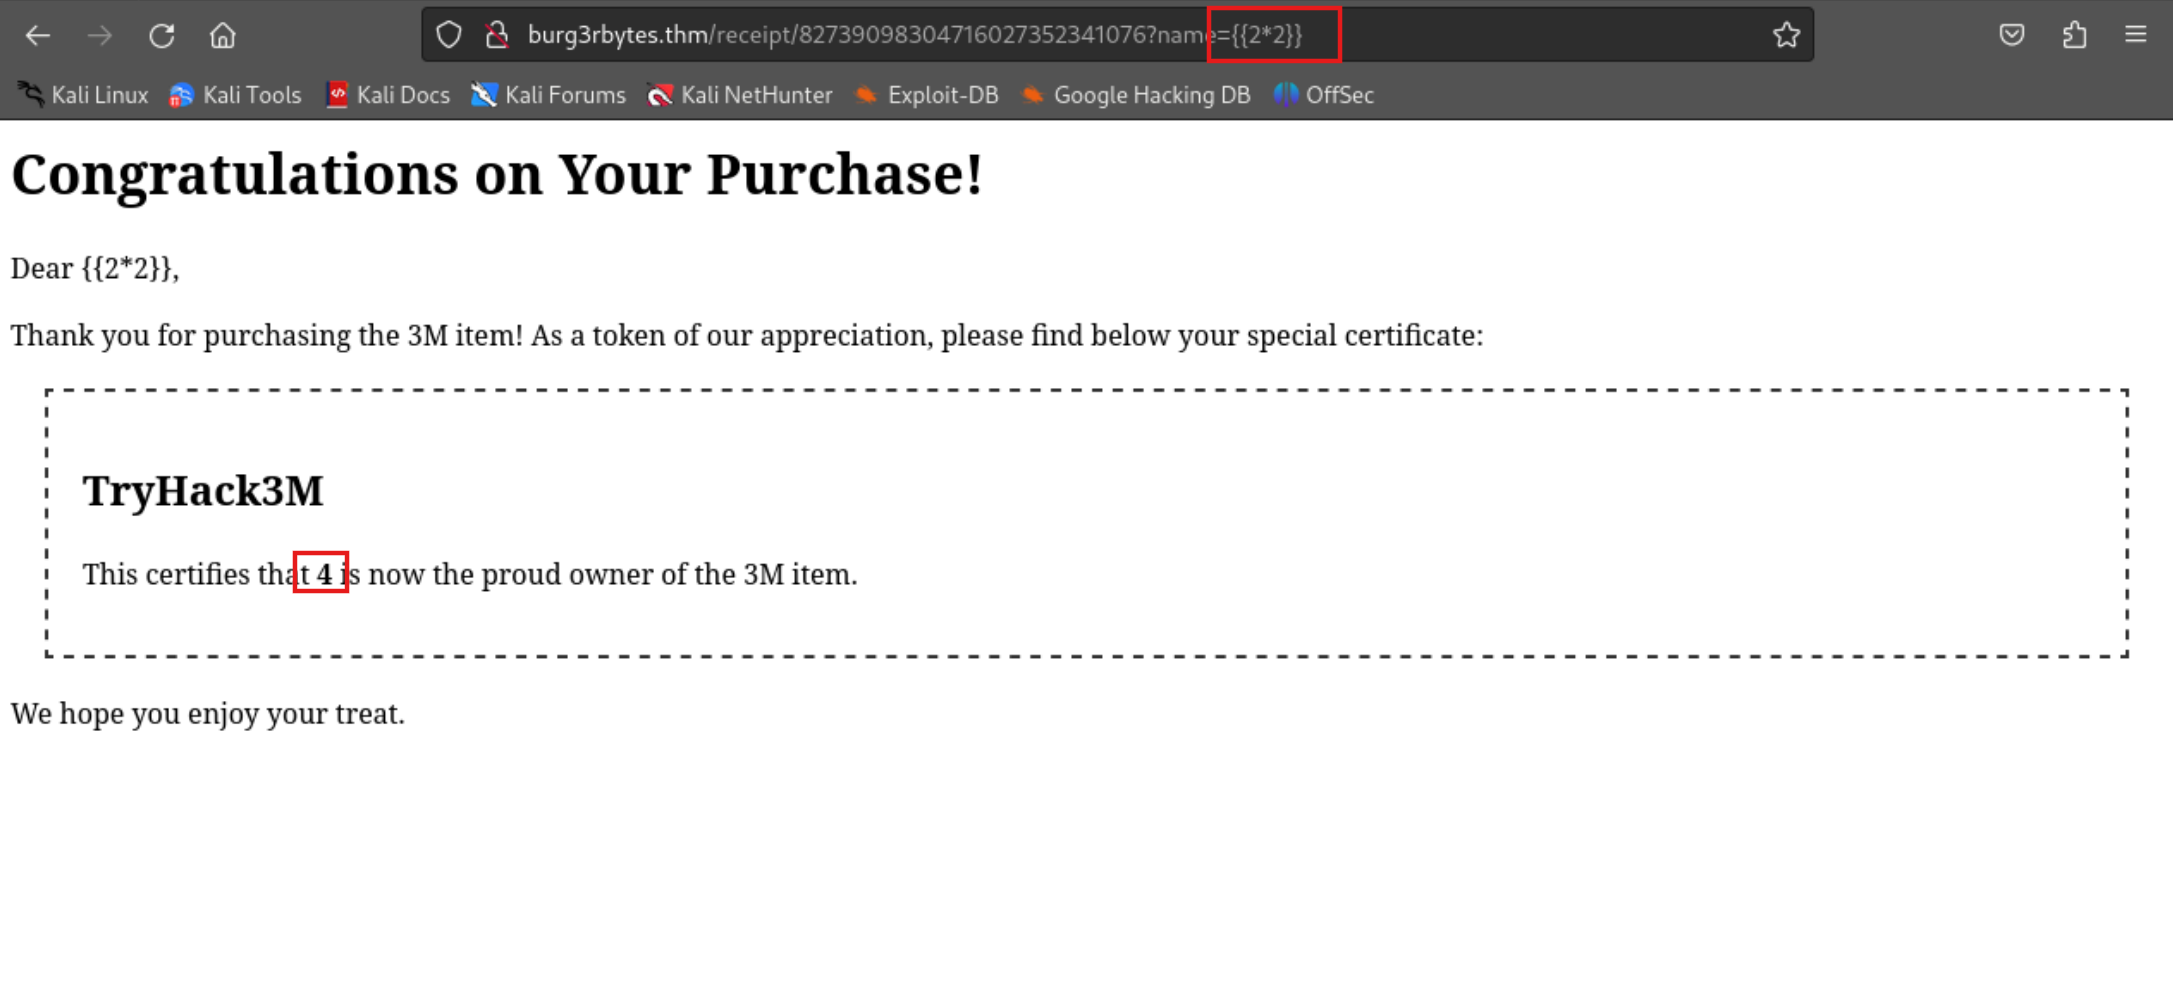 burg3rbytes.thm/receipt/82739098304716027352341076?name={{2*2}}
Kali Linux Kali Tools Kali Docs Kali Forums Kali NetHunter Exploit-DB Google Hacking DB OffSec
Congratulations on Your Purchase!
Dear {{2*2}},
Thank you for purchasing the 3M item! As a token of our appreciation, please find below your special certificate:
TryHack3M
This certifies that 4 is now the proud owner of the 3M item.
We hope you enjoy your treat.